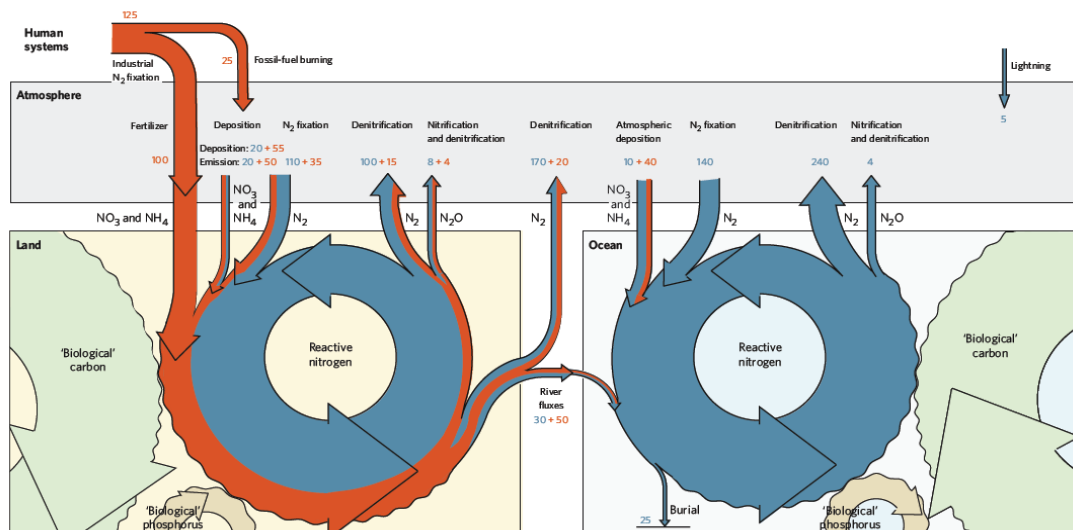 125
Human
systems
Industrial
N2 fixation
25
Fossil-fuel burning
Lightning
Atmosphere
5
Fertilizer
100
Deposition
Deposition: 20 + 55
Emission: 20 + 50
N2 fixation
110 + 35
Denitrification
100 + 15
Nitrification
and denitrification
8 + 4
Denitrification
170 + 20
Atmospheric
deposition
10 + 40
N2 fixation
140
Denitrification
240
Nitrification
and denitrification
4
NO3 and NH4
NO3
and
NH4
N2
N2
N2O
N2
NO3
and
NH4
N2
N2
N2O
Land
Ocean
'Biological'
carbon
Reactive
nitrogen
River
fluxes
30 + 50
Reactive
nitrogen
'Biological'
carbon
'Biological'
phosphorus
Burial
25
'Biological'
phosphorus